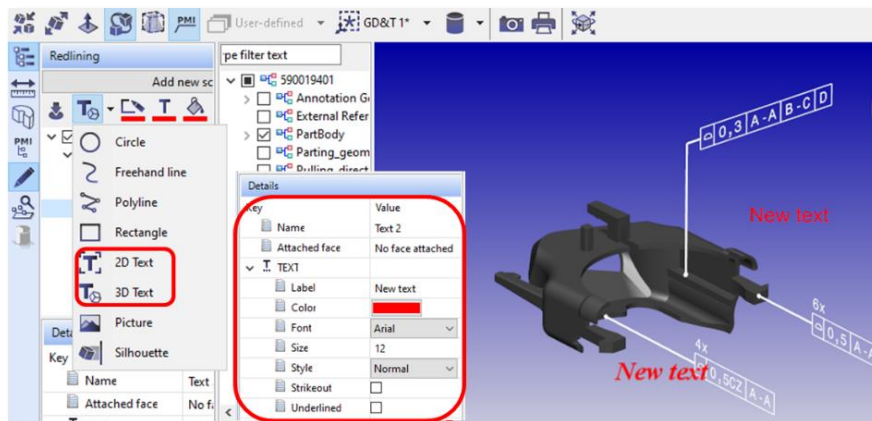 PMI User-defined GD&T 1*
Redlining
Add new sc
T T
PMI
Circle
Freehand line
Polyline
Rectangle
T 2D Text
T 3D Text
Picture
Silhouette
Deta
Key
Name Text
Attached face No fa
pe filter text
590019401
Annotation G
External Refer
PartBody
Parting_geom
Pulling_direct
Details
Key Value
Name Text 2
Attached face No face attached
T TEXT
Label New text
Color
Font Arial
Size 12
Style Normal
Strikeout
Underlined
0,3 A-A B-C D
New text
6x
0,5 A-A
4x
0,5CZ A-A
New text